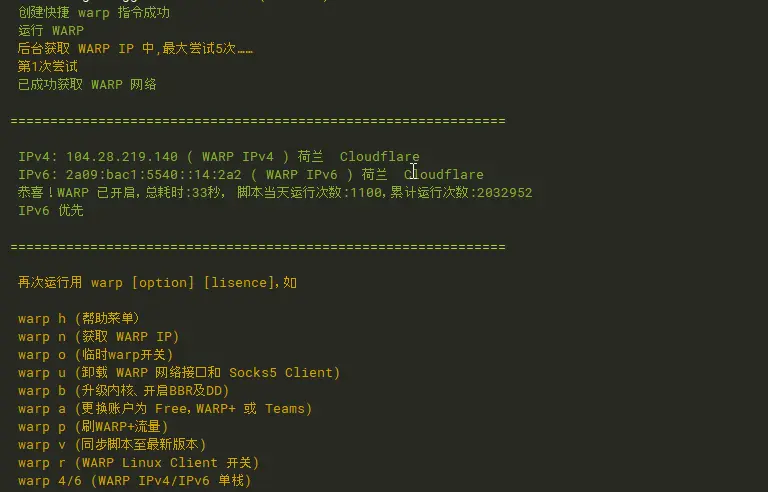 创建快捷 warp 指令成功
运行 WARP
后台获取 WARP IP 中,最大尝试5次……
第1次尝试
已成功获取 WARP 网络
==============================================================
IPv4: 104.28.219.140 ( WARP IPv4 ) 荷兰 Cloudflare
IPv6: 2a09:bac1:5540::14:2a2 ( WARP IPv6 ) 荷兰 Cloudflare
恭喜！WARP 已开启，总耗时:33秒， 脚本当天运行次数:1100，累计运行次数:2032952
IPv6 优先
==============================================================
再次运行用 warp [option] [lisence]，如
warp h (帮助菜单）
warp n (获取 WARP IP)
warp o (临时warp开关)
warp u (卸载 WARP 网络接口和 Socks5 Client)
warp b (升级内核、开启BBR及DD)
warp a (更换账户为 Free，WARP+ 或 Teams)
warp p (刷WARP+流量)
warp v (同步脚本至最新版本)
warp r (WARP Linux Client 开关)
warp 4/6 (WARP IPv4/IPv6 单栈)